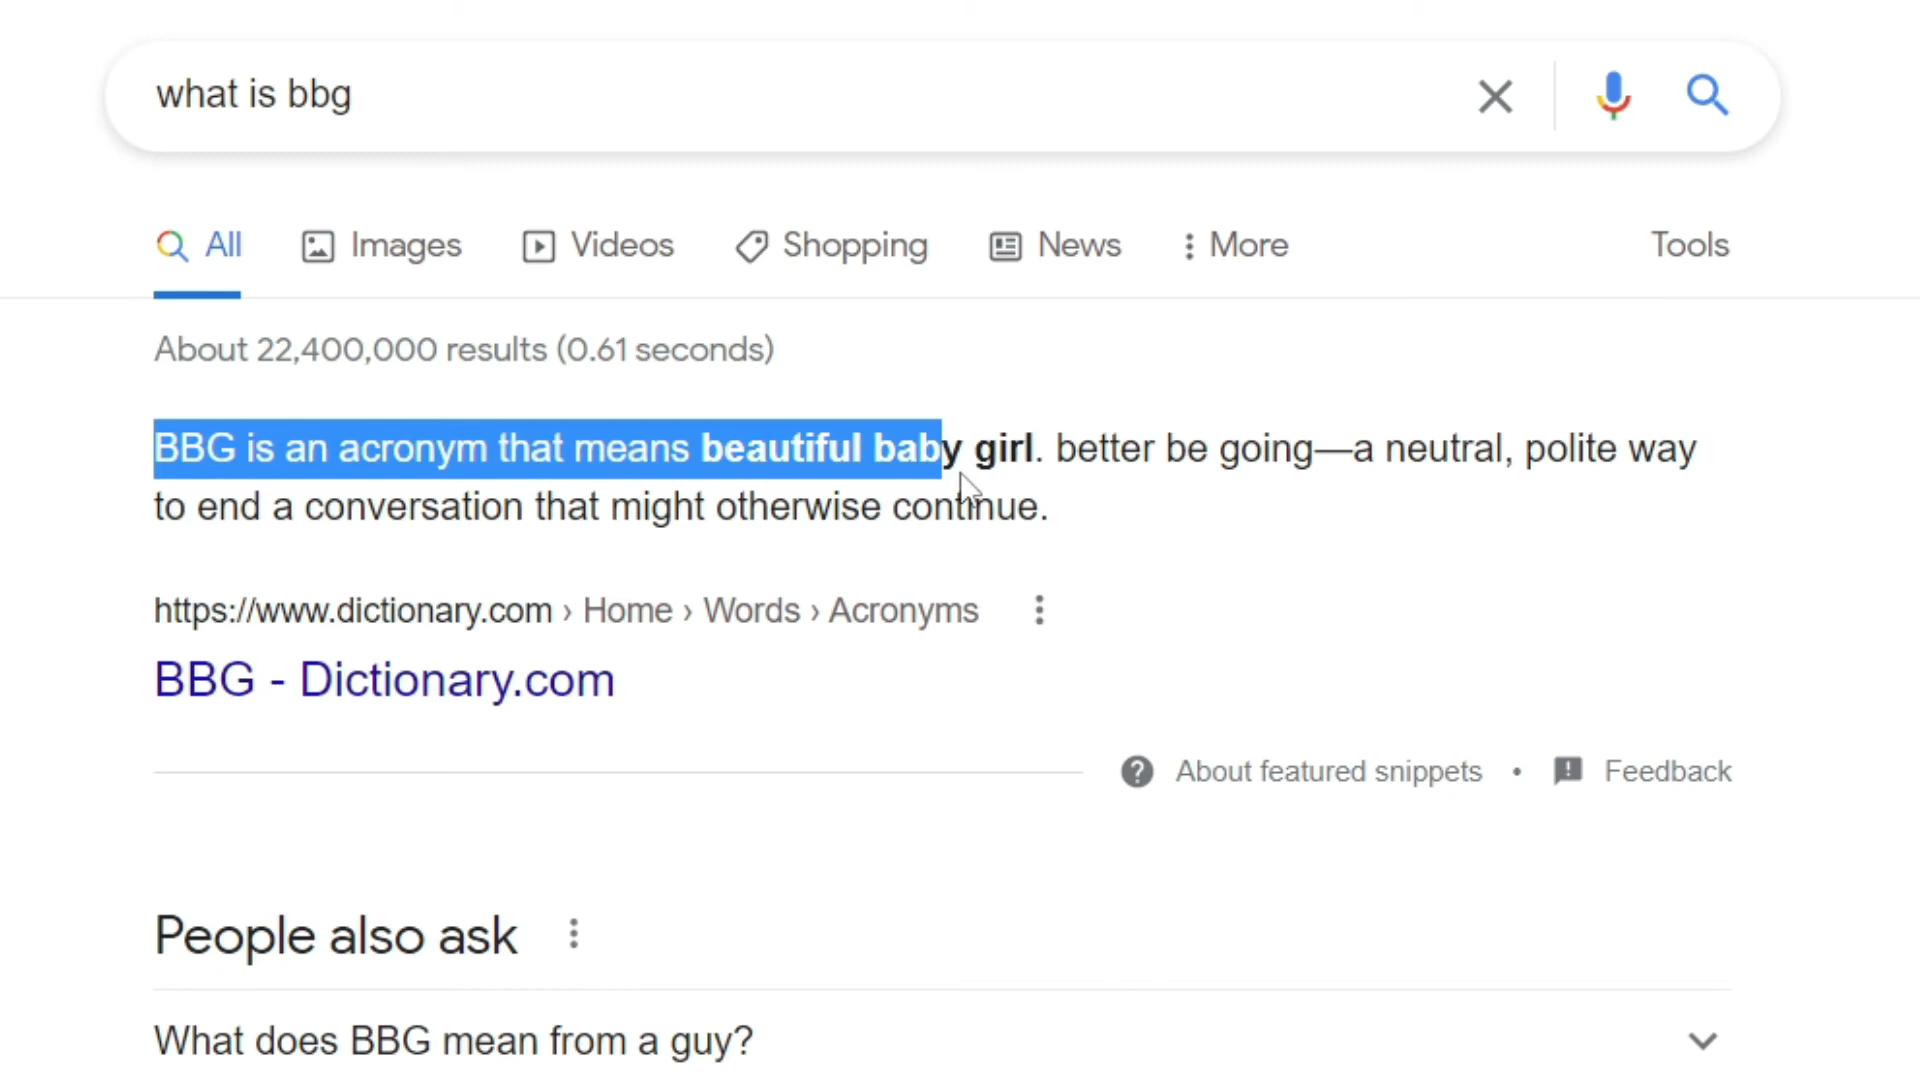 what is bbg
All Images Videos Shopping News More Tools
About 22,400,000 results (0.61 seconds)
BBG is an acronym that means beautiful baby girl. better be going—a neutral, polite way
to end a conversation that might otherwise continue.
https://www.dictionary.com › Home › Words › Acronyms
BBG - Dictionary.com
About featured snippets • Feedback
People also ask
What does BBG mean from a guy?